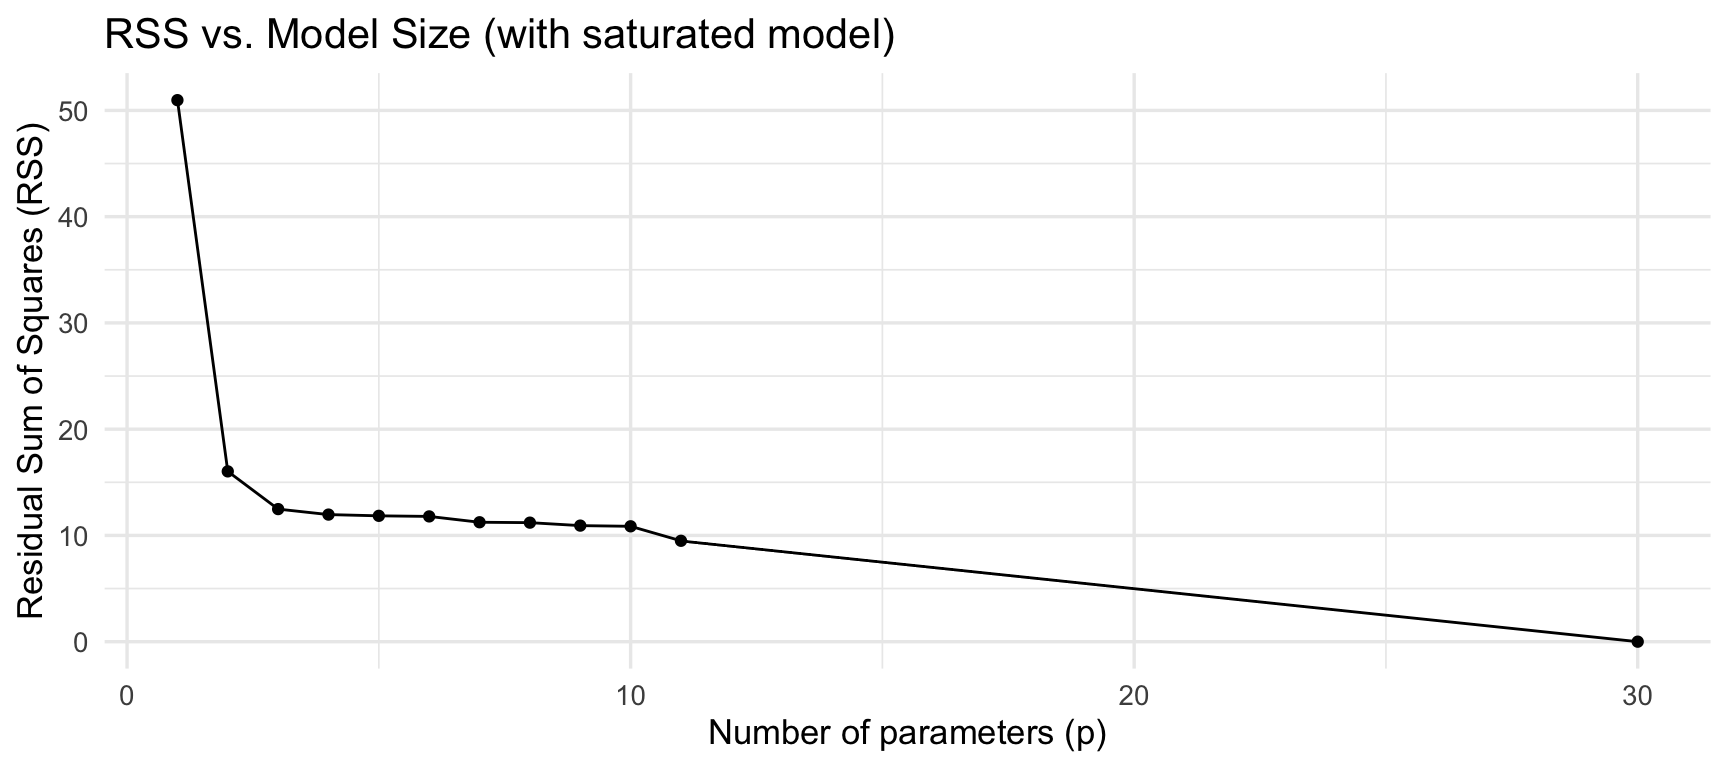 RSS vs. Model Size (with saturated model)
Residual Sum of Squares (RSS)
50
40
30
20
10
0
0 10 20 30
Number of parameters (p)